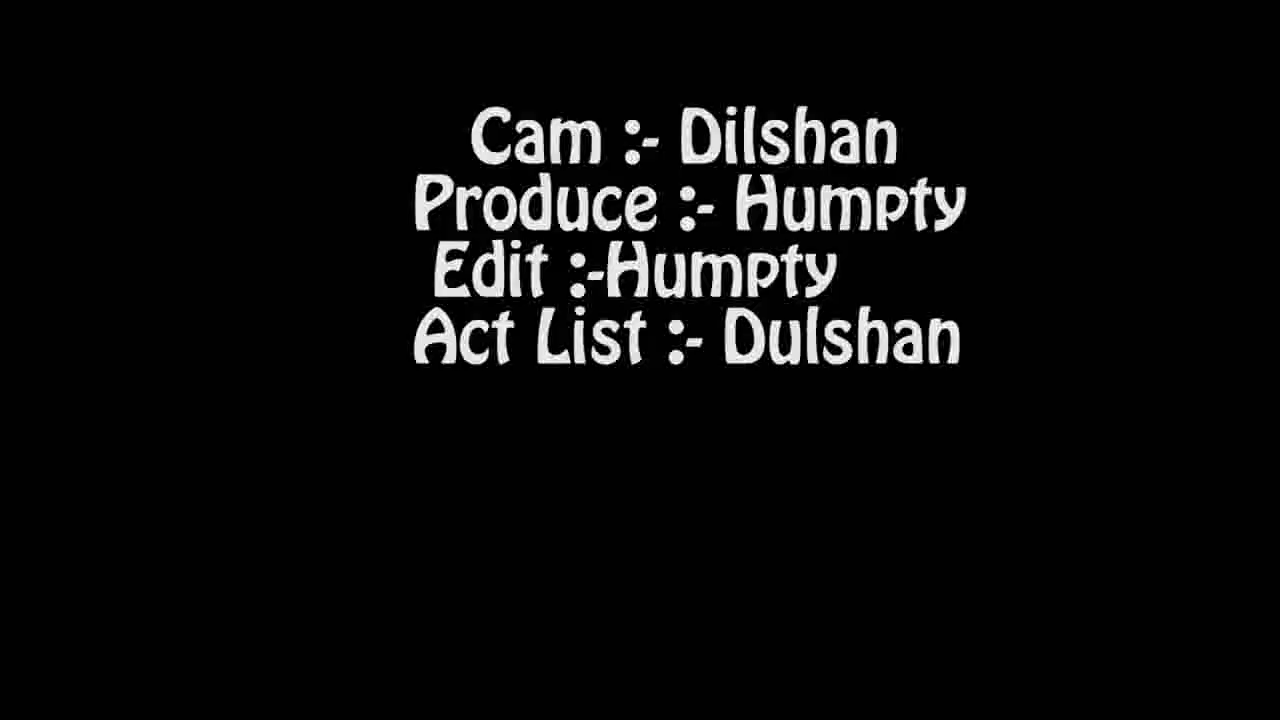 Cam :- Dilshan
Produce :- Humpty
Edit :-Humpty
Act List :- Dulshan